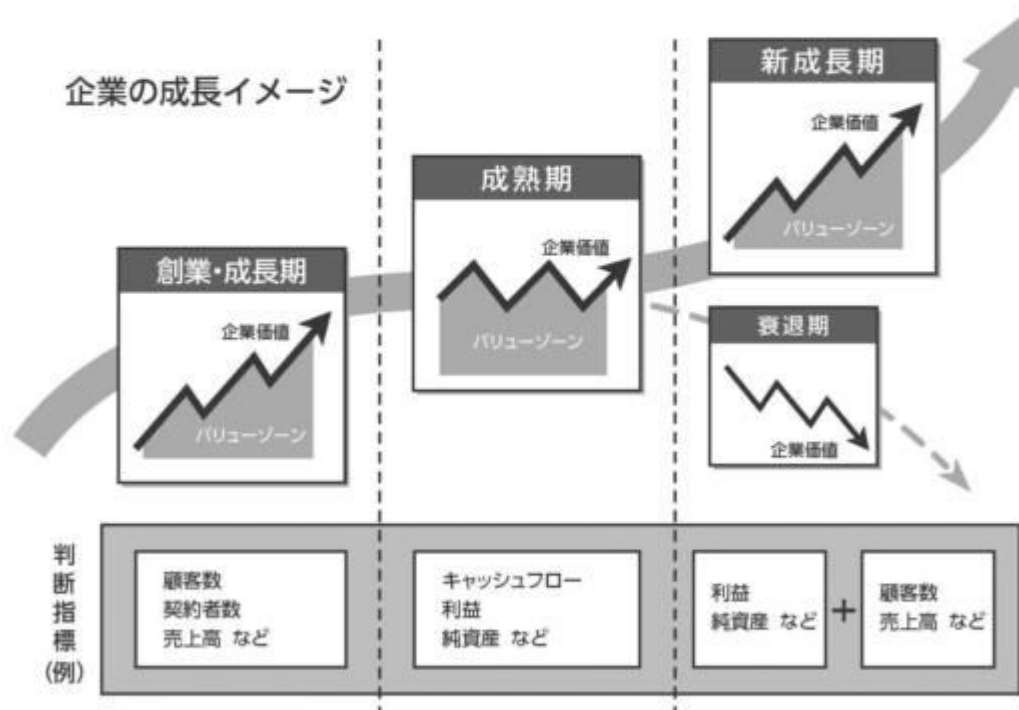 企業の成長イメージ
創業・成長期
企業価値
バリューゾーン
成熟期
企業価値
バリューゾーン
新成長期
企業価値
バリューゾーン
衰退期
企業価値
判断指標(例)
顧客数
契約者数
売上高 など
キャッシュフロー
利益
純資産 など
利益
純資産 など
+
顧客数
売上高 など